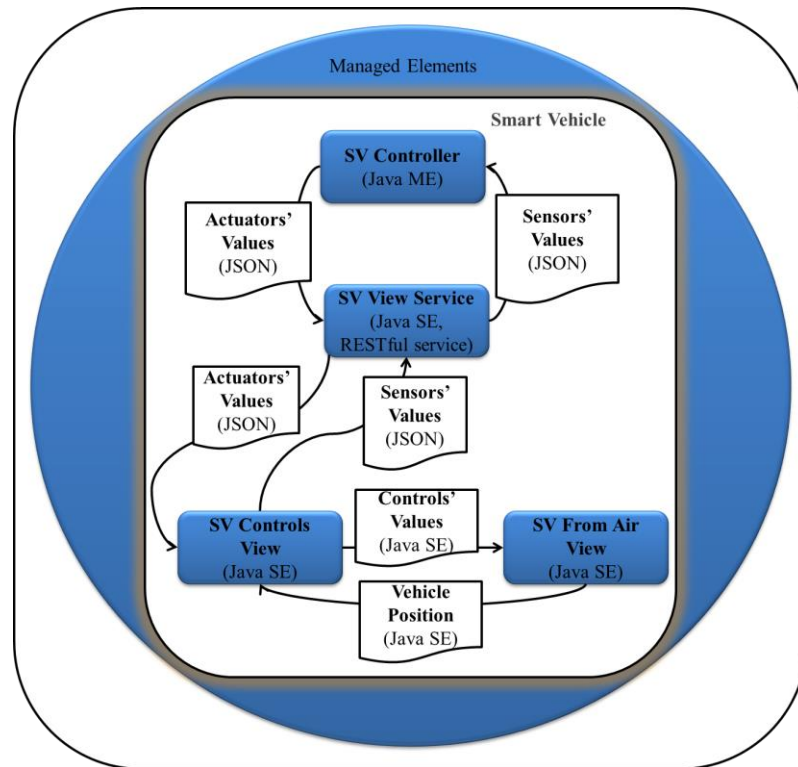 Managed Elements
Smart Vehicle
SV Controller
(Java ME)
Actuators’
Values
(JSON)
Sensors’
Values
(JSON)
SV View Service
(Java SE,
RESTful service)
Actuators’
Values
(JSON)
Sensors’
Values
(JSON)
SV Controls
View
(Java SE)
Controls’
Values
(Java SE)
SV From Air
View
(Java SE)
Vehicle
Position
(Java SE)